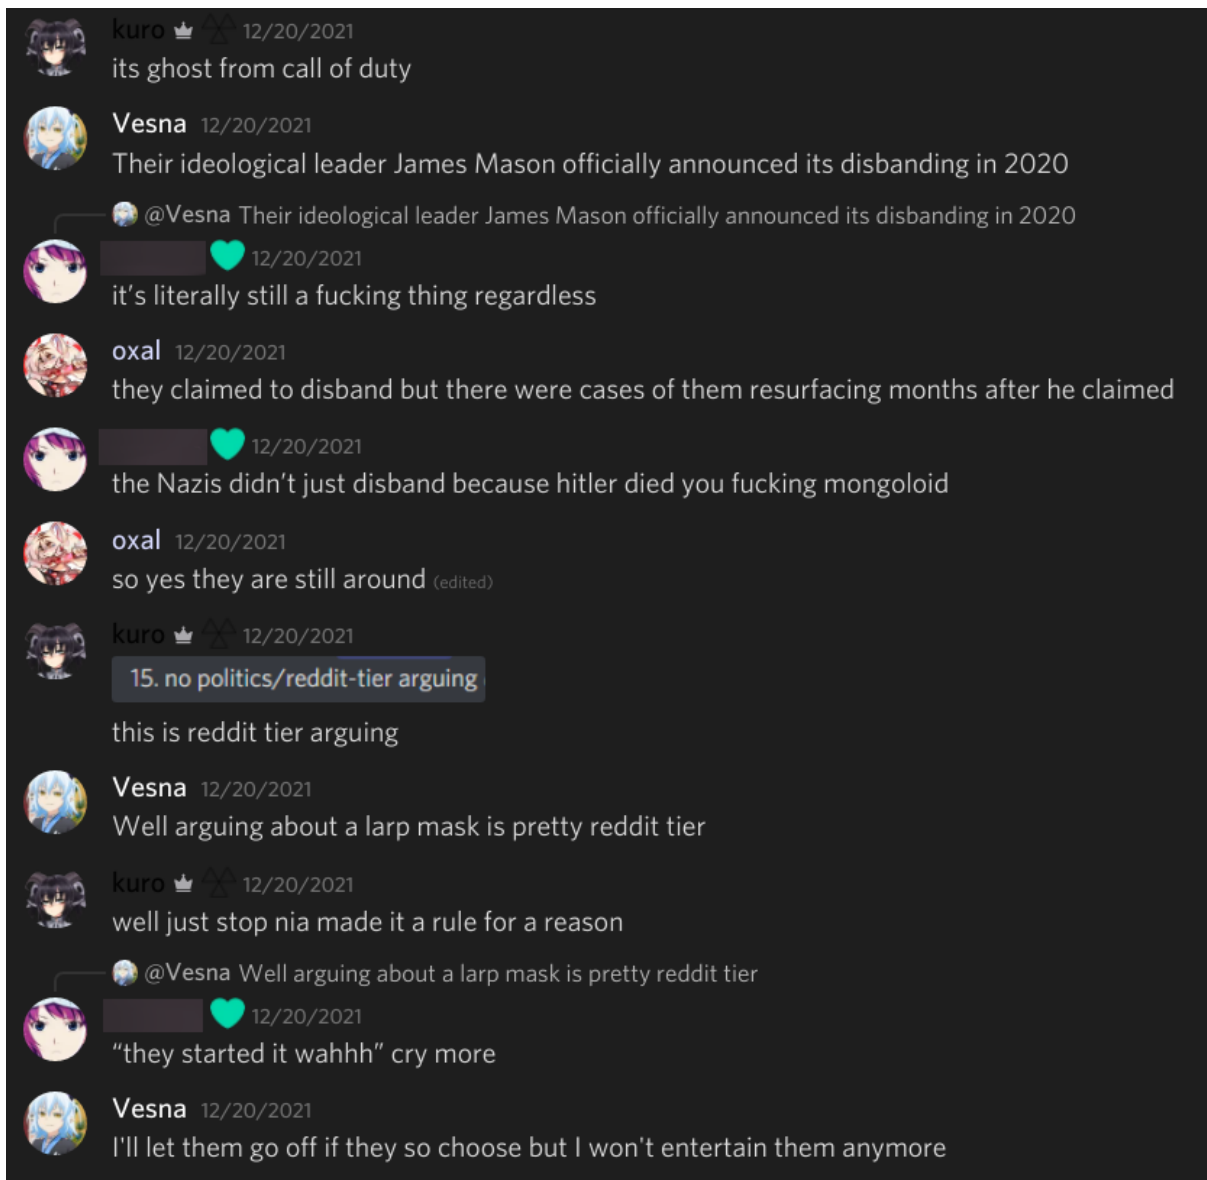 kuro 12/20/2021
its ghost from call of duty
Vesna 12/20/2021
Their ideological leader James Mason officially announced its disbanding in 2020
@Vesna Their ideological leader James Mason officially announced its disbanding in 2020
12/20/2021
it’s literally still a fucking thing regardless
oxal 12/20/2021
they claimed to disband but there were cases of them resurfacing months after he claimed
12/20/2021
the Nazis didn’t just disband because hitler died you fucking mongoloid
oxal 12/20/2021
so yes they are still around (edited)
kuro 12/20/2021
15. no politics/reddit-tier arguing
this is reddit tier arguing
Vesna 12/20/2021
Well arguing about a larp mask is pretty reddit tier
kuro 12/20/2021
well just stop nia made it a rule for a reason
@Vesna Well arguing about a larp mask is pretty reddit tier
12/20/2021
“they started it wahhh” cry more
Vesna 12/20/2021
I'll let them go off if they so choose but I won't entertain them anymore